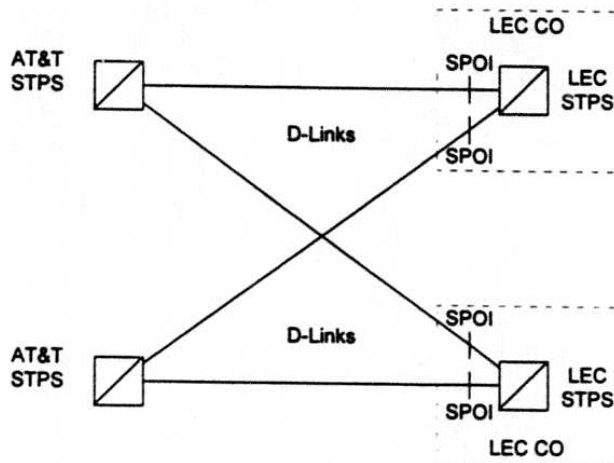 LEC CO
AT&T
STPS
SPOI
LEC
STPS
D-Links
SPOI
SPOI
D-Links
AT&T
STPS
LEC
STPS
SPOI
LEC CO